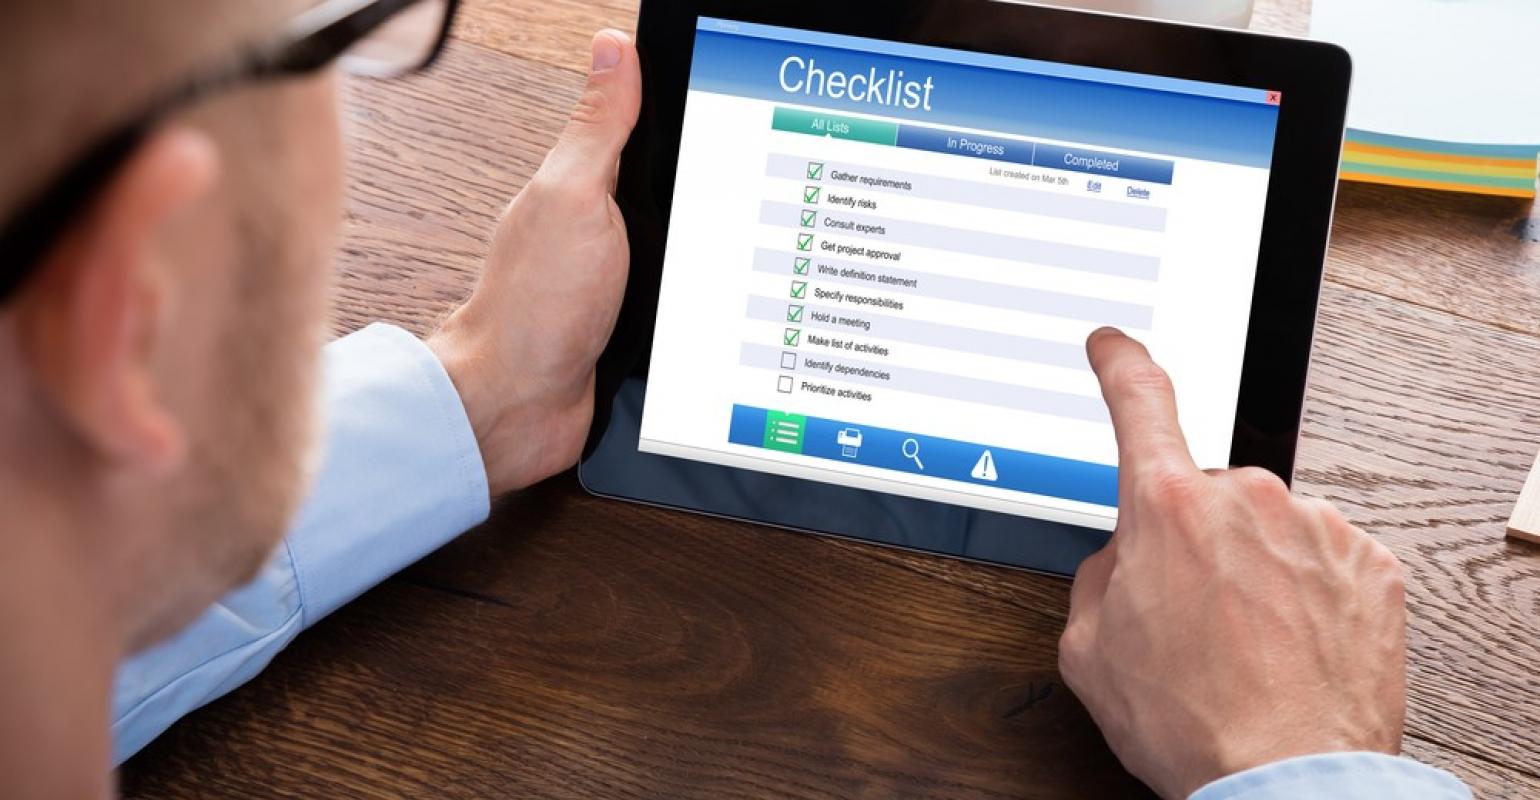 Checklist
All Lists
In Progress
Completed
List created on Mar 5th
Edit
Delete
Gather requirements
Identify risks
Consult experts
Get project approval
Write definition statement
Specify responsibilities
Hold a meeting
Make list of activities
Identify dependencies
Prioritize activities